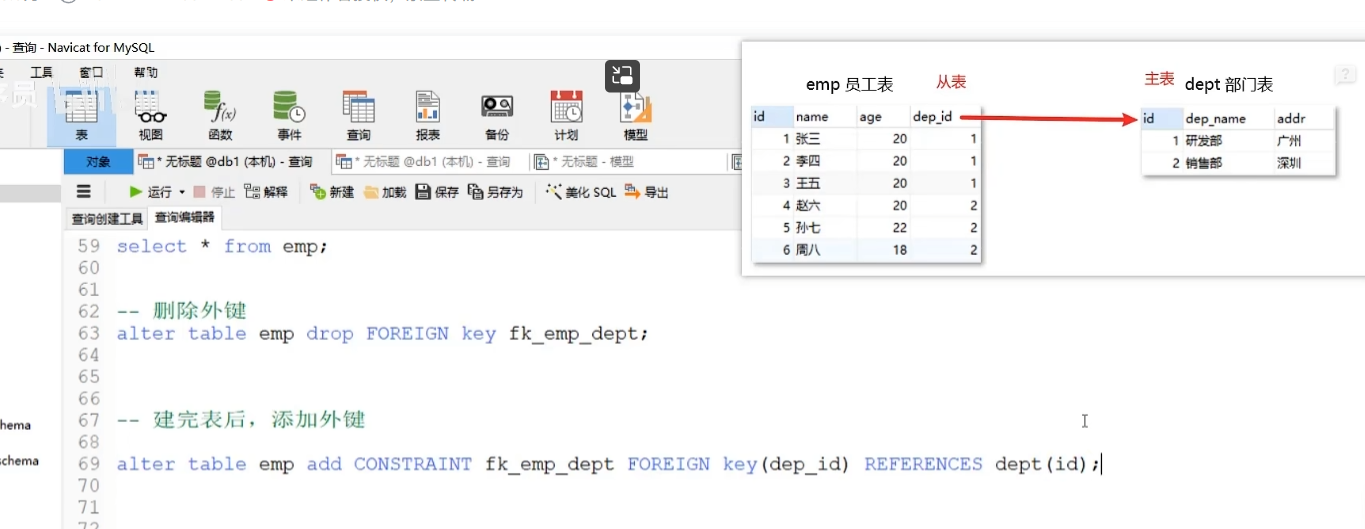 - 查询 - Navicat for MySQL
工具 窗口 帮助
表 视图 函数 事件 查询 报表 备份 计划 模型
对象 * 无标题 @db1 (本机) - 查询 * 无标题 @db1 (本机) - 查询 * 无标题 - 模型
运行 停止 解释 新建 加载 保存 另存为 美化 SQL 导出
查询创建工具 查询编辑器
59 select * from emp;
60
61
62 -- 删除外键
63 alter table emp drop FOREIGN key fk_emp_dept;
64
65
66
67 -- 建完表后，添加外键
68
69 alter table emp add CONSTRAINT fk_emp_dept FOREIGN key(dep_id) REFERENCES dept(id);
70
71
72
hema
schema
emp 员工表 从表
id name age dep_id
1 张三 20 1
2 李四 20 1
3 王五 20 1
4 赵六 20 2
5 孙七 22 2
6 周八 18 2
主表 dept 部门表
id dep_name addr
1 研发部 广州
2 销售部 深圳